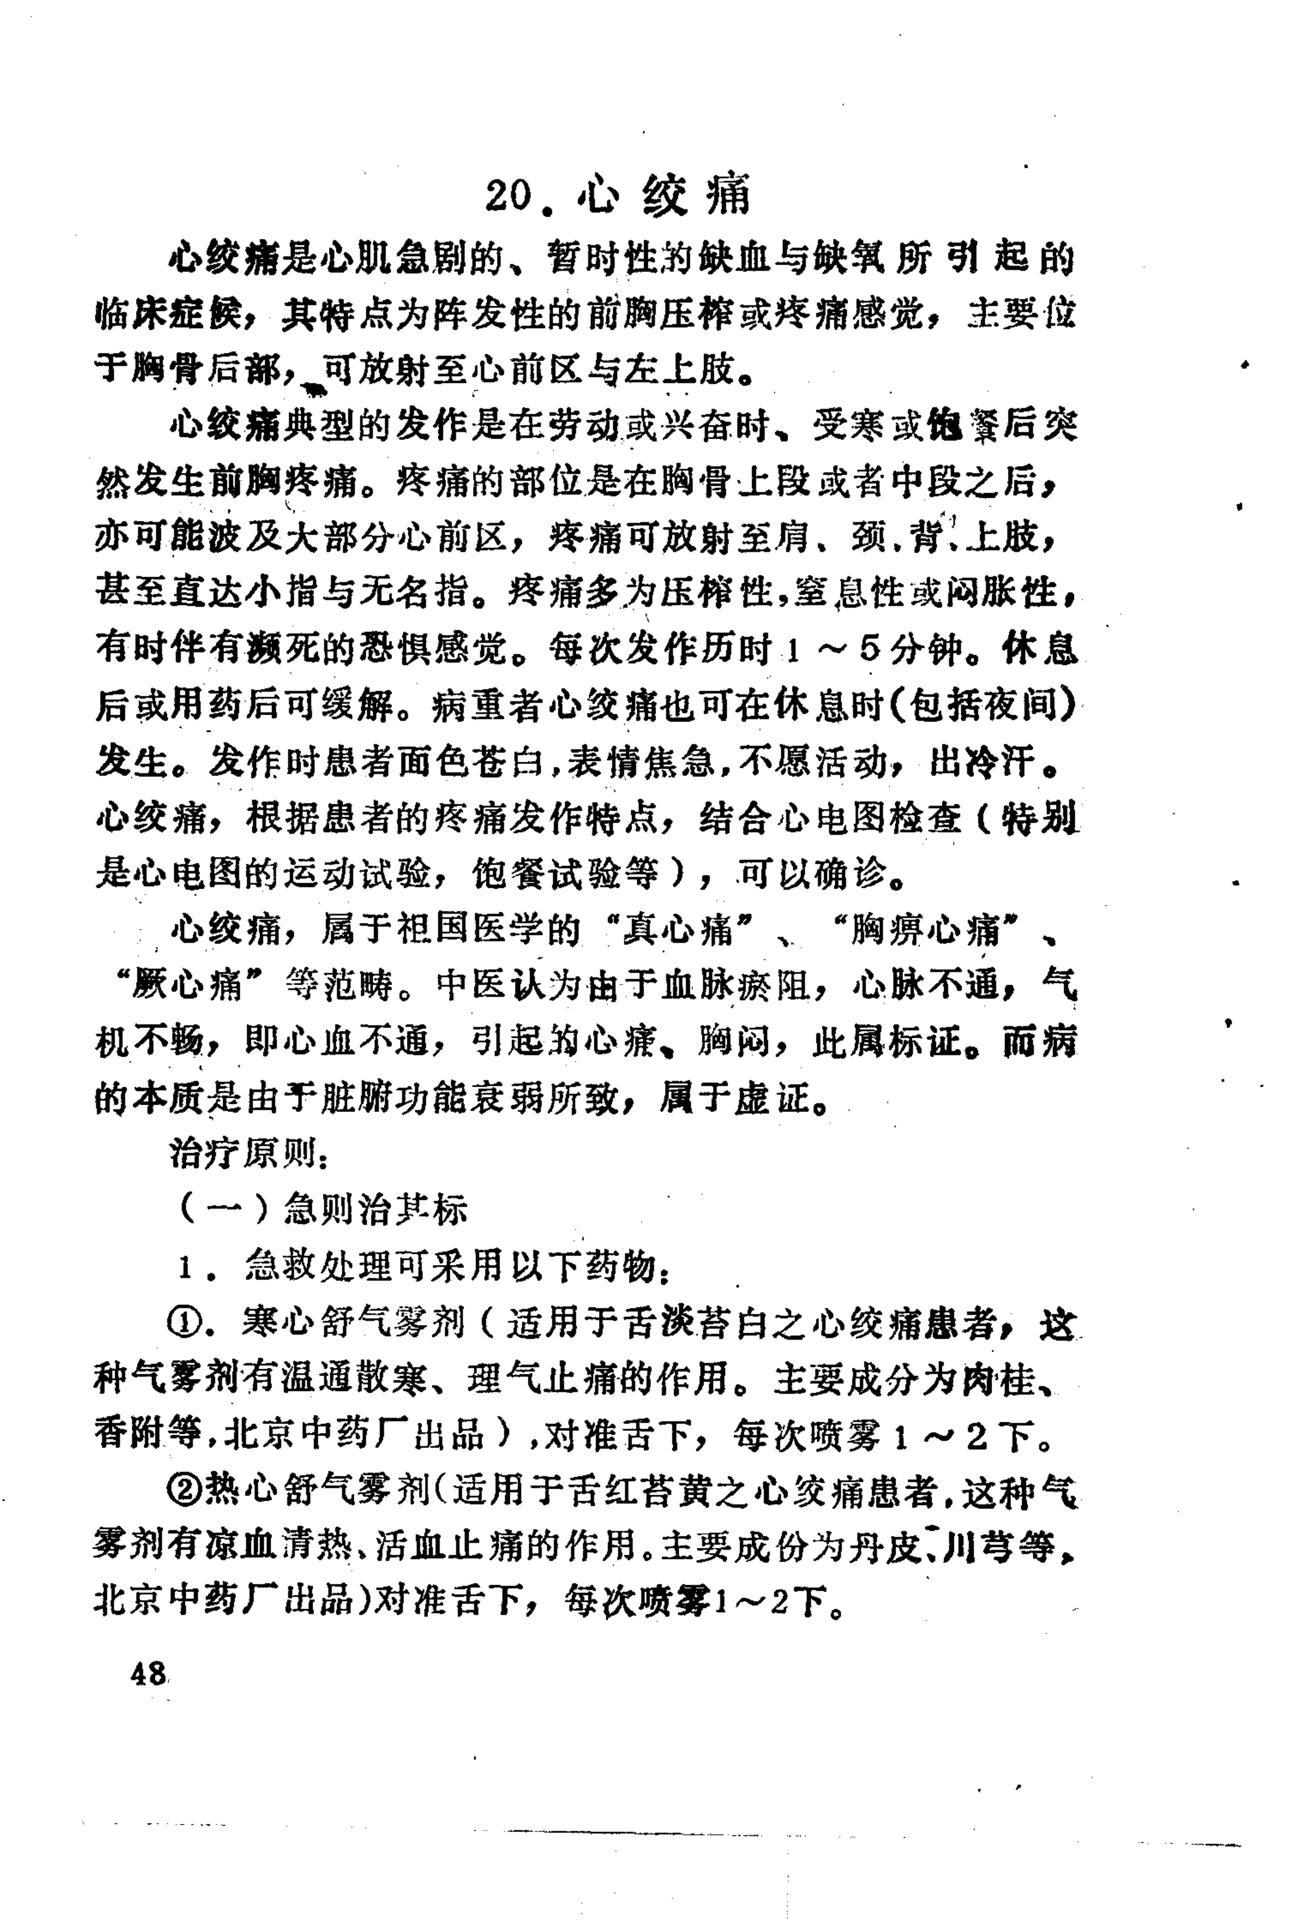 20.心绞痛
心绞痛是心肌急剧的、暂时性的缺血与缺氧所引起的
临床症候，其特点为阵发性的前胸压榨或疼痛感觉，主要位
于胸骨后部，可放射至心前区与左上肢。
心绞痛典型的发作是在劳动或兴奋时、受寒或饱餐后突
然发生前胸疼痛。疼痛的部位是在胸骨上段或者中段之后，
亦可能波及大部分心前区，疼痛可放射至肩、颈、背、上肢，
甚至直达小指与无名指。疼痛多为压榨性，窒息性或闷胀性，
有时伴有濒死的恐惧感觉。每次发作历时1～5分钟。休息
后或用药后可缓解。病重者心绞痛也可在休息时(包括夜间)
发生。发作时患者面色苍白，表情焦急，不愿活动，出冷汗。
心绞痛，根据患者的疼痛发作特点，结合心电图检查（特别
是心电图的运动试验，饱餐试验等），可以确诊。
心绞痛，属于祖国医学的“真心痛”、“胸痹心痛”、
“厥心痛”等范畴。中医认为由于血脉瘀阻，心脉不通，气
机不畅，即心血不通，引起的心痛、胸闷，此属标证。而病
的本质是由于脏腑功能衰弱所致，属于虚证。
治疗原则：
（一）急则治其标
1．急救处理可采用以下药物：
①．寒心舒气雾剂（适用于舌淡苔白之心绞痛患者，这
种气雾剂有温通散寒、理气止痛的作用。主要成分为肉桂、
香附等，北京中药厂出品），对准舌下，每次喷雾1～2下。
②热心舒气雾剂(适用于舌红苔黄之心绞痛患者，这种气
雾剂有凉血清热、活血止痛的作用。主要成份为丹皮、川芎等，
北京中药厂出品)对准舌下，每次喷雾1～2下。
48